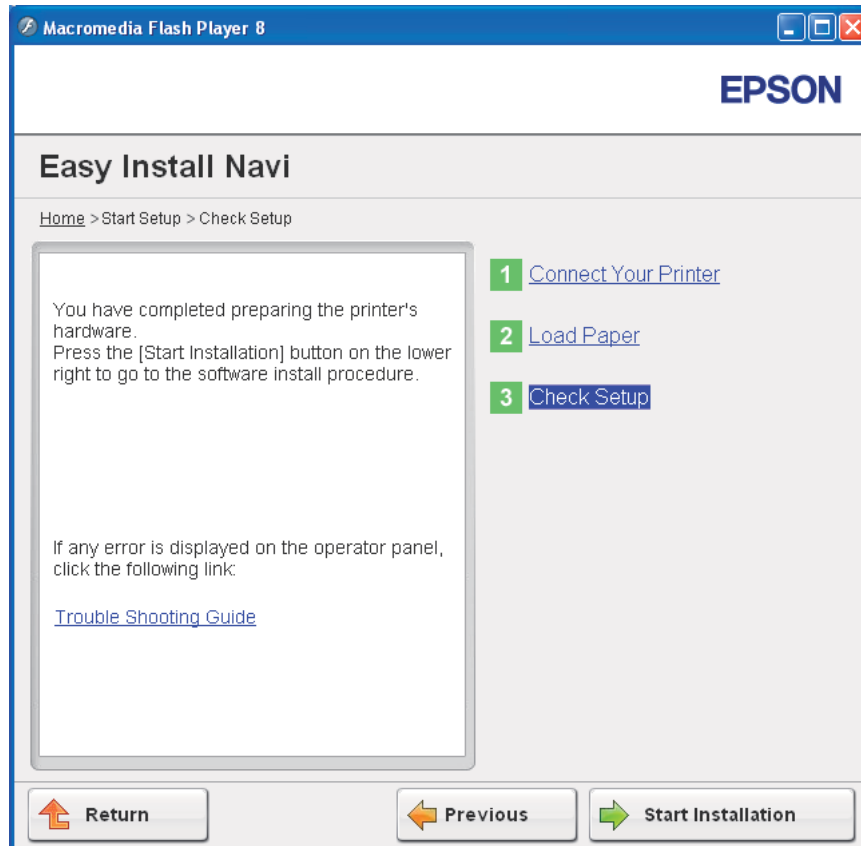 Macromedia Flash Player 8
EPSON
Easy Install Navi
Home > Start Setup > Check Setup
You have completed preparing the printer's
hardware.
Press the [Start Installation] button on the lower
right to go to the software install procedure.
If any error is displayed on the operator panel,
click the following link:
Trouble Shooting Guide
1 Connect Your Printer
2 Load Paper
3 Check Setup
Return
Previous
Start Installation